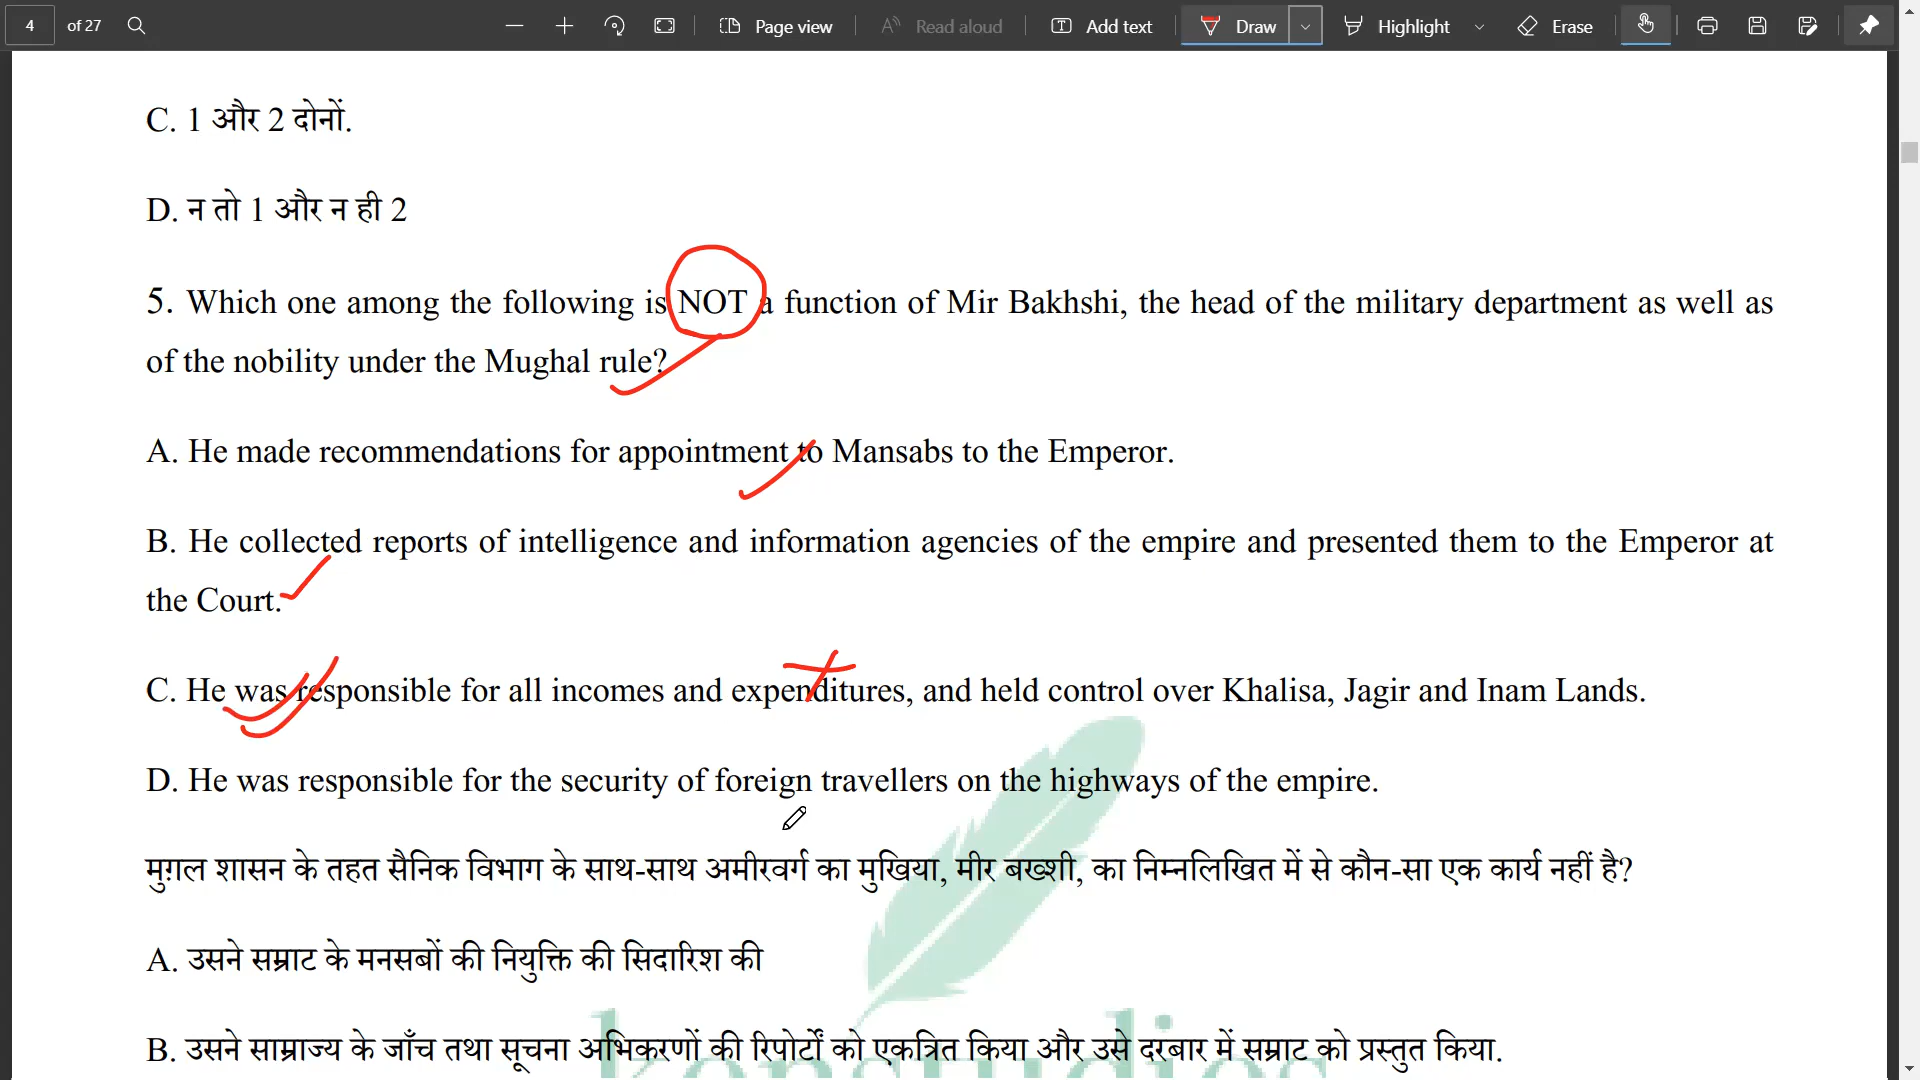 4 of 27 Page view Read aloud Add text Draw Highlight Erase
C. 1 और 2 दोनों.
D. न तो 1 और न ही 2
5. Which one among the following is NOT a function of Mir Bakhshi, the head of the military department as well as
of the nobility under the Mughal rule?
A. He made recommendations for appointment to Mansabs to the Emperor.
B. He collected reports of intelligence and information agencies of the empire and presented them to the Emperor at
the Court.
C. He was responsible for all incomes and expenditures, and held control over Khalisa, Jagir and Inam Lands.
D. He was responsible for the security of foreign travellers on the highways of the empire.
मुग़ल शासन के तहत सैनिक विभाग के साथ-साथ अमीरवर्ग का मुखिया, मीर बख्शी, का निम्नलिखित में से कौन-सा एक कार्य नहीं है?
A. उसने सम्राट के मनसबों की नियुक्ति की सिदारिश की
B. उसने साम्राज्य के जाँच तथा सूचना अभिकरणों की रिपोर्टों को एकत्रित किया और उसे दरबार में सम्राट को प्रस्तुत किया.